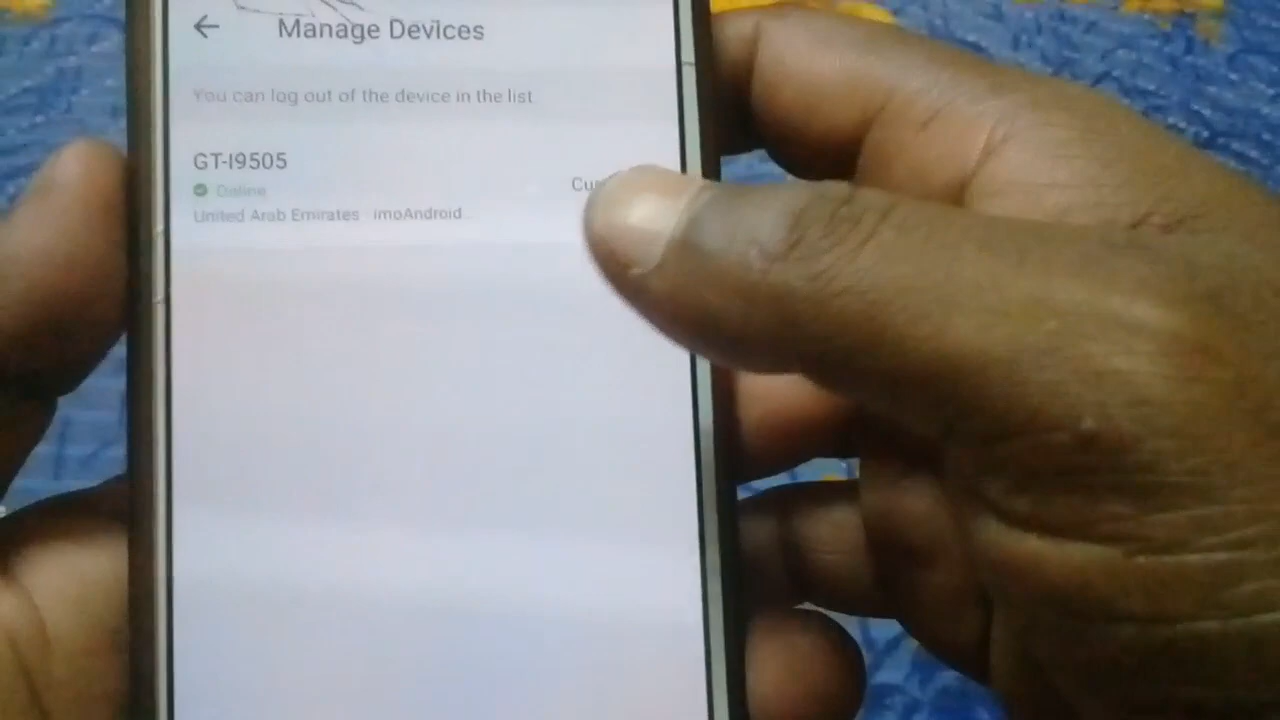 Manage Devices
You can log out of the device in the list
GT-I9505
Online
United Arab Emirates imoAndroid